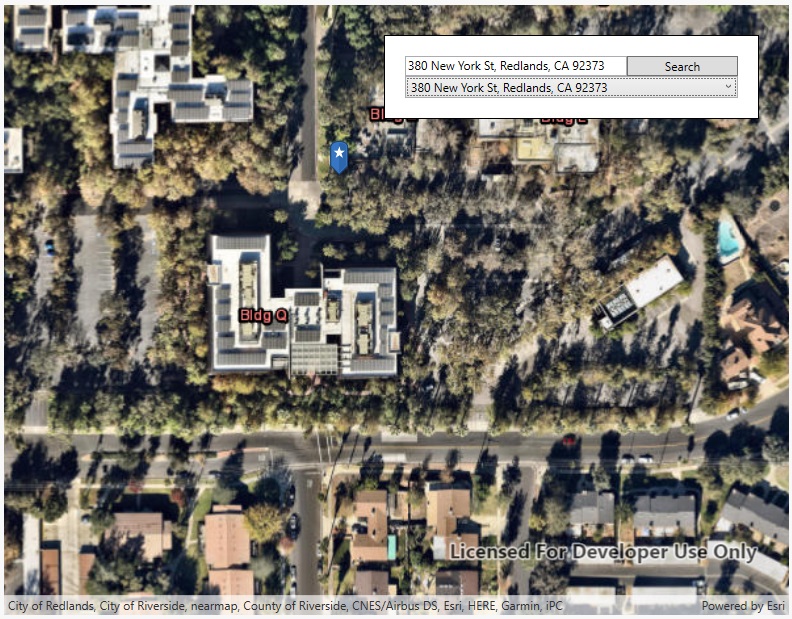 380 New York St, Redlands, CA 92373
Search
380 New York St, Redlands, CA 92373
Bldg Q
Licensed For Developer Use Only
City of Redlands, City of Riverside, nearmap, County of Riverside, CNES/Airbus DS, Esri, HERE, Garmin, iPC
Powered by Esri